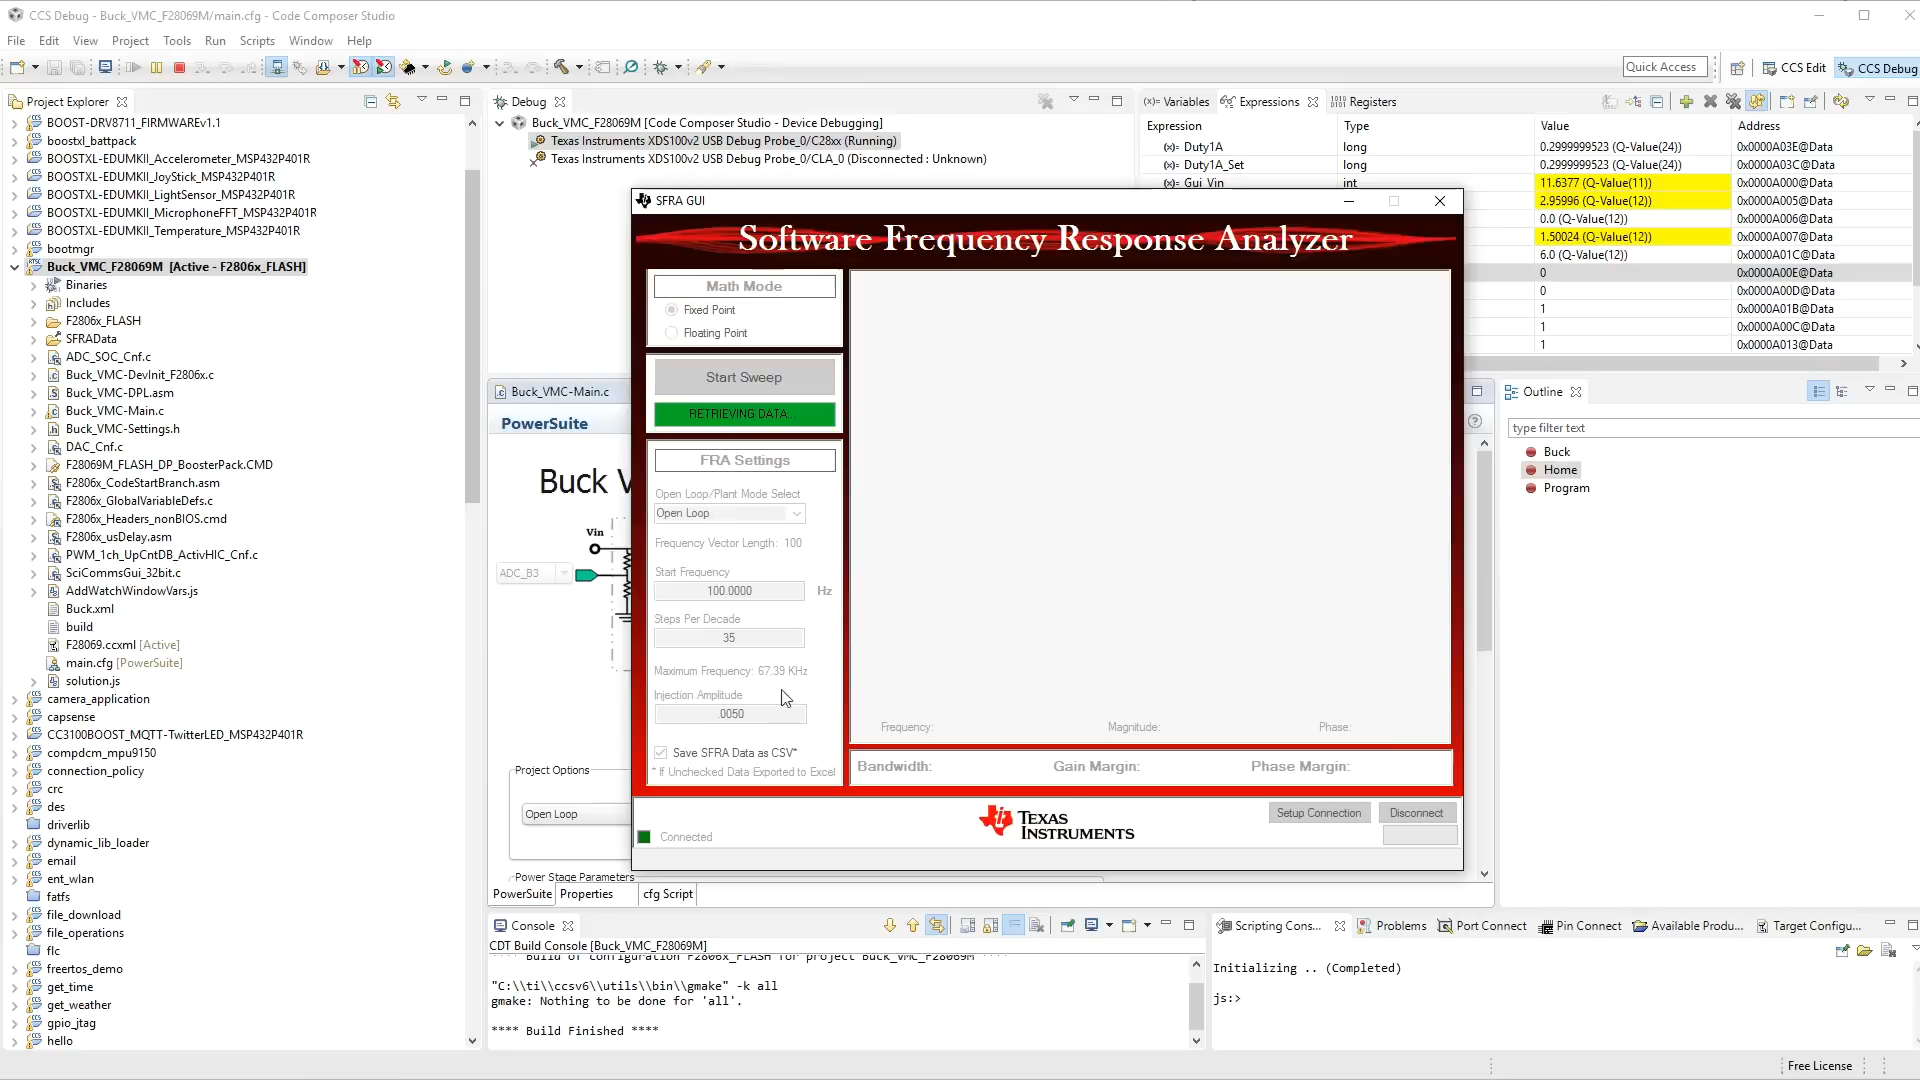 CCS Debug - Buck_VMC_F28069M/main.cfg - Code Composer Studio
File Edit View Project Tools Run Scripts Window Help
Quick Access
CCS Edit
CCS Debug
Project Explorer
BOOST-DRV8711_FIRMWAREv1.1
boostxl_battpack
BOOSTXL-EDUMKII_Accelerometer_MSP432P401R
BOOSTXL-EDUMKII_JoyStick_MSP432P401R
BOOSTXL-EDUMKII_LightSensor_MSP432P401R
BOOSTXL-EDUMKII_MicrophoneFFT_MSP432P401R
BOOSTXL-EDUMKII_Temperature_MSP432P401R
bootmgr
Buck_VMC_F28069M [Active - F2806x_FLASH]
Binaries
Includes
F2806x_FLASH
SFRAData
ADC_SOC_Cnf.c
Buck_VMC-DevInit_F2806x.c
Buck_VMC-DPL.asm
Buck_VMC-Main.c
Buck_VMC-Settings.h
DAC_Cnf.c
F28069M_FLASH_DP_BoosterPack.CMD
F2806x_CodeStartBranch.asm
F2806x_GlobalVariableDefs.c
F2806x_Headers_nonBIOS.cmd
F2806x_usDelay.asm
PWM_1ch_UpCntDB_ActivHIC_Cnf.c
SciCommsGui_32bit.c
AddWatchWindowVars.js
Buck.xml
build
F28069.ccxml [Active]
main.cfg [PowerSuite]
solution.js
camera_application
capsense
CC3100BOOST_MQTT-TwitterLED_MSP432P401R
compdcm_mpu9150
connection_policy
crc
des
driverlib
dynamic_lib_loader
email
ent_wlan
fatfs
file_download
file_operations
flc
freertos_demo
get_time
get_weather
gpio_jtag
hello
Debug
Buck_VMC_F28069M [Code Composer Studio - Device Debugging]
Texas Instruments XDS100v2 USB Debug Probe_0/C28xx (Running)
Texas Instruments XDS100v2 USB Debug Probe_0/CLA_0 (Disconnected : Unknown)
(x)= Variables
Expressions
Registers
Expression Type Value Address
(x)= Duty1A long 0.2999999523 (Q-Value(24)) 0x0000A03E@Data
(x)= Duty1A_Set long 0.2999999523 (Q-Value(24)) 0x0000A03C@Data
(x)= Gui_Vin int 11.6377 (Q-Value(11)) 0x0000A000@Data
2.95996 (Q-Value(12)) 0x0000A005@Data
0.0 (Q-Value(12)) 0x0000A006@Data
1.50024 (Q-Value(12)) 0x0000A007@Data
6.0 (Q-Value(12)) 0x0000A01C@Data
0 0x0000A00E@Data
0 0x0000A00D@Data
1 0x0000A01B@Data
1 0x0000A00C@Data
1 0x0000A013@Data
SFRA GUI
Software Frequency Response Analyzer
Math Mode
Fixed Point
Floating Point
Start Sweep
RETRIEVING DATA...
FRA Settings
Open Loop/Plant Mode Select
Open Loop
Frequency Vector Length: 100
Start Frequency
100.0000 Hz
Steps Per Decade
35
Maximum Frequency: 67.39 KHz
Injection Amplitude
.0050
Save SFRA Data as CSV*
* If Unchecked Data Exported to Excel
Frequency: Magnitude: Phase:
Bandwidth: Gain Margin: Phase Margin:
TEXAS INSTRUMENTS
Setup Connection
Disconnect
Connected
Buck_VMC-Main.c
PowerSuite
Buck V
Vin
ADC_B3
Project Options
Open Loop
Power Stage Parameters
PowerSuite Properties cfg Script
Outline
type filter text
Buck
Home
Program
Console
CDT Build Console [Buck_VMC_F28069M]
**** Build of configuration F2806x_FLASH for project Buck_VMC_F28069M ****
"C:\\ti\\ccsv6\\utils\\bin\\gmake" -k all
gmake: Nothing to be done for 'all'.
**** Build Finished ****
Scripting Cons...
Problems
Port Connect
Pin Connect
Available Produ...
Target Configu...
Initializing .. (Completed)
js:>
Free License